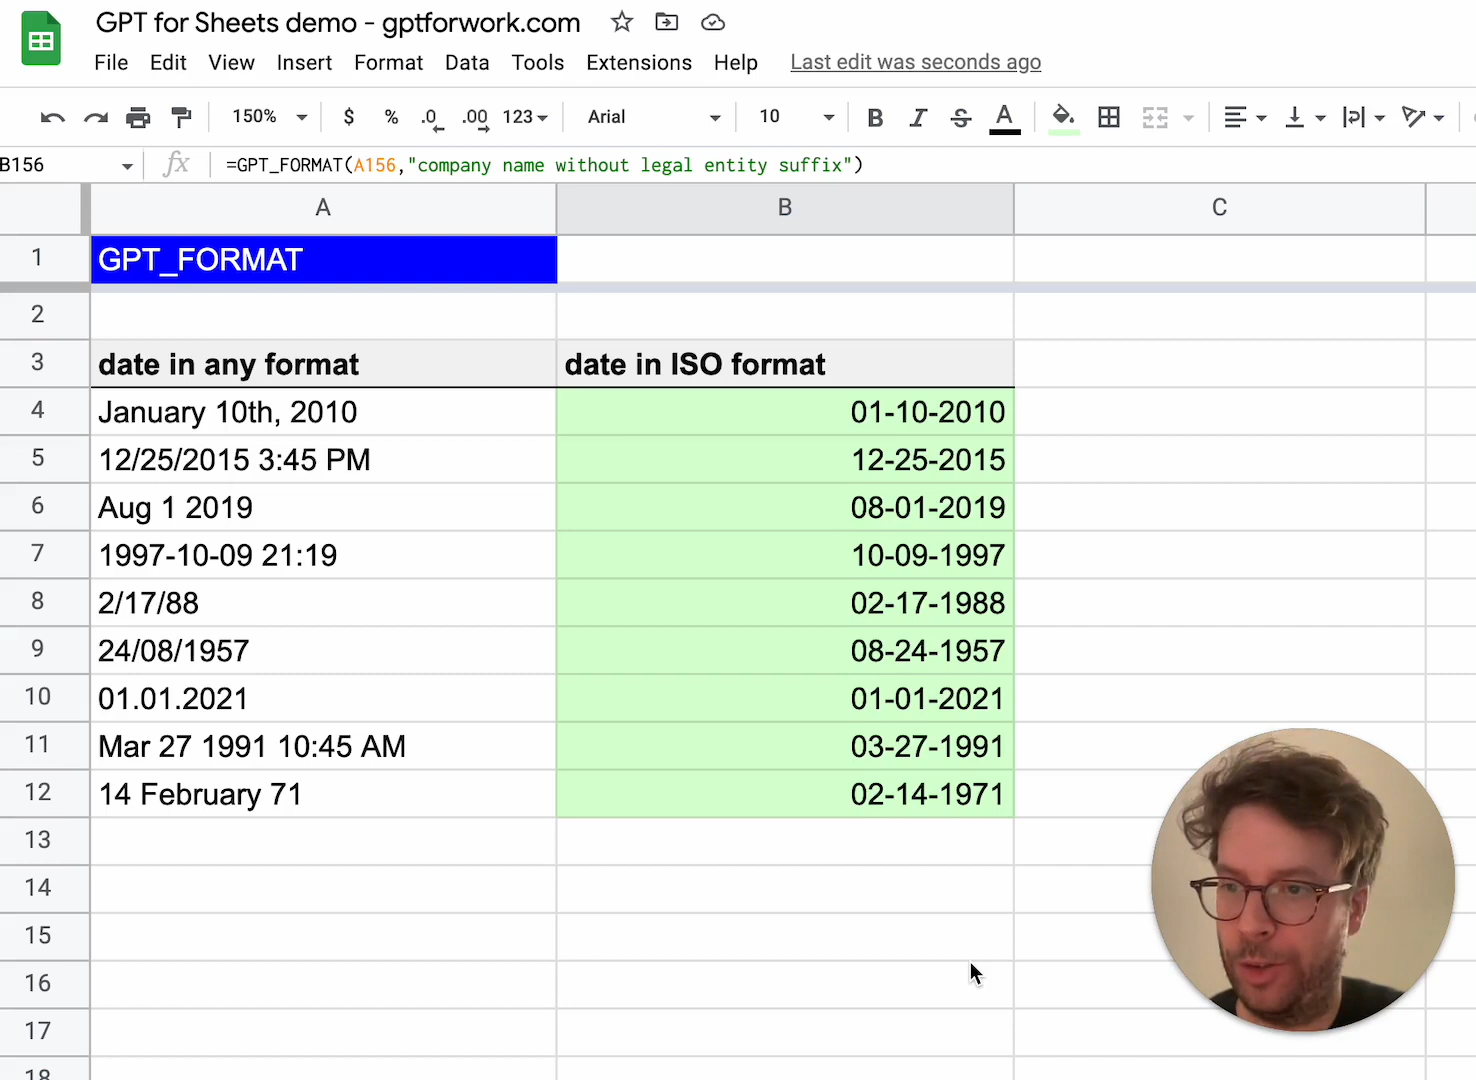 GPT for Sheets demo - gptforwork.com
File Edit View Insert Format Data Tools Extensions Help Last edit was seconds ago
150% $ % .0 .00 123 Arial 10 B I S A
B156 fx =GPT_FORMAT(A156,"company name without legal entity suffix")
A B C
1 GPT_FORMAT
2
3 date in any format date in ISO format
4 January 10th, 2010 01-10-2010
5 12/25/2015 3:45 PM 12-25-2015
6 Aug 1 2019 08-01-2019
7 1997-10-09 21:19 10-09-1997
8 2/17/88 02-17-1988
9 24/08/1957 08-24-1957
10 01.01.2021 01-01-2021
11 Mar 27 1991 10:45 AM 03-27-1991
12 14 February 71 02-14-1971
13
14
15
16
17
18